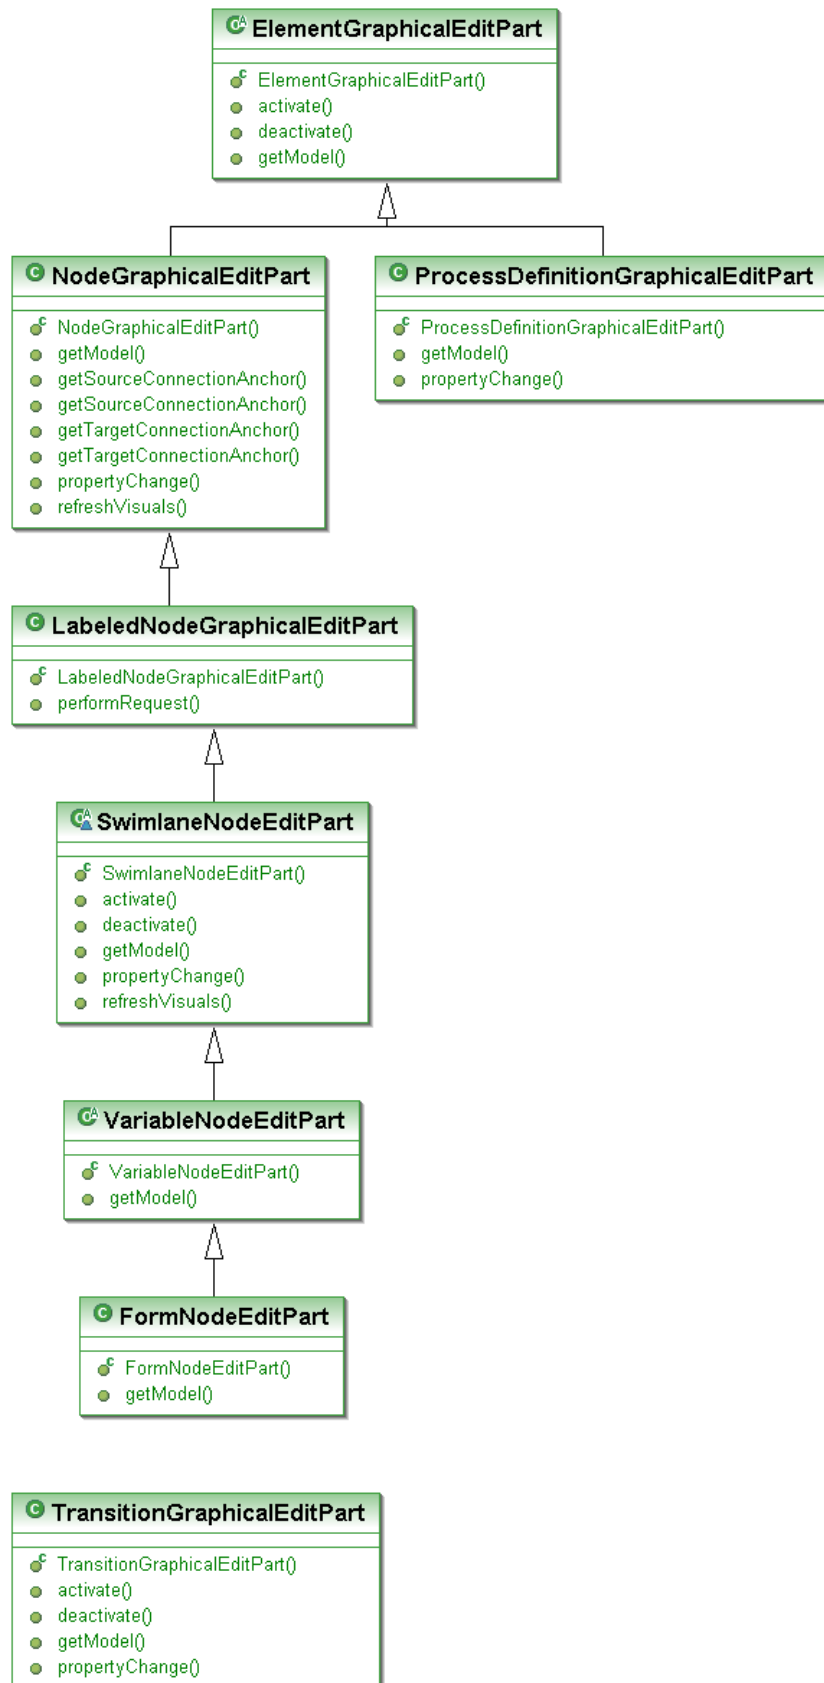 ElementGraphicalEditPart
ElementGraphicalEditPart()
activate()
deactivate()
getModel()
NodeGraphicalEditPart
NodeGraphicalEditPart()
getModel()
getSourceConnectionAnchor()
getSourceConnectionAnchor()
getTargetConnectionAnchor()
getTargetConnectionAnchor()
propertyChange()
refreshVisuals()
ProcessDefinitionGraphicalEditPart
ProcessDefinitionGraphicalEditPart()
getModel()
propertyChange()
LabeledNodeGraphicalEditPart
LabeledNodeGraphicalEditPart()
performRequest()
SwimlaneNodeEditPart
SwimlaneNodeEditPart()
activate()
deactivate()
getModel()
propertyChange()
refreshVisuals()
VariableNodeEditPart
VariableNodeEditPart()
getModel()
FormNodeEditPart
FormNodeEditPart()
getModel()
TransitionGraphicalEditPart
TransitionGraphicalEditPart()
activate()
deactivate()
getModel()
propertyChange()